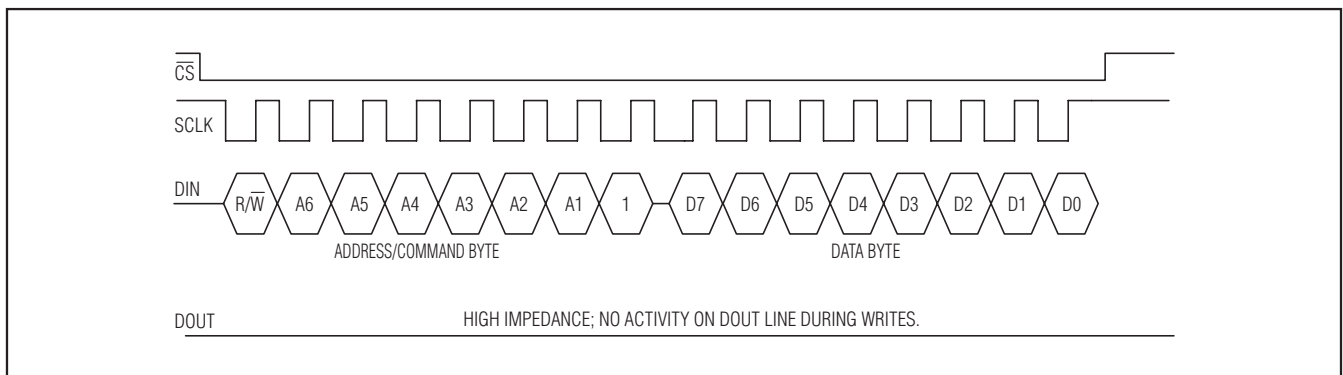 C̅S̅
SCLK
DIN R/W̅ A6 A5 A4 A3 A2 A1 1 D7 D6 D5 D4 D3 D2 D1 D0
ADDRESS/COMMAND BYTE DATA BYTE
DOUT HIGH IMPEDANCE; NO ACTIVITY ON DOUT LINE DURING WRITES.